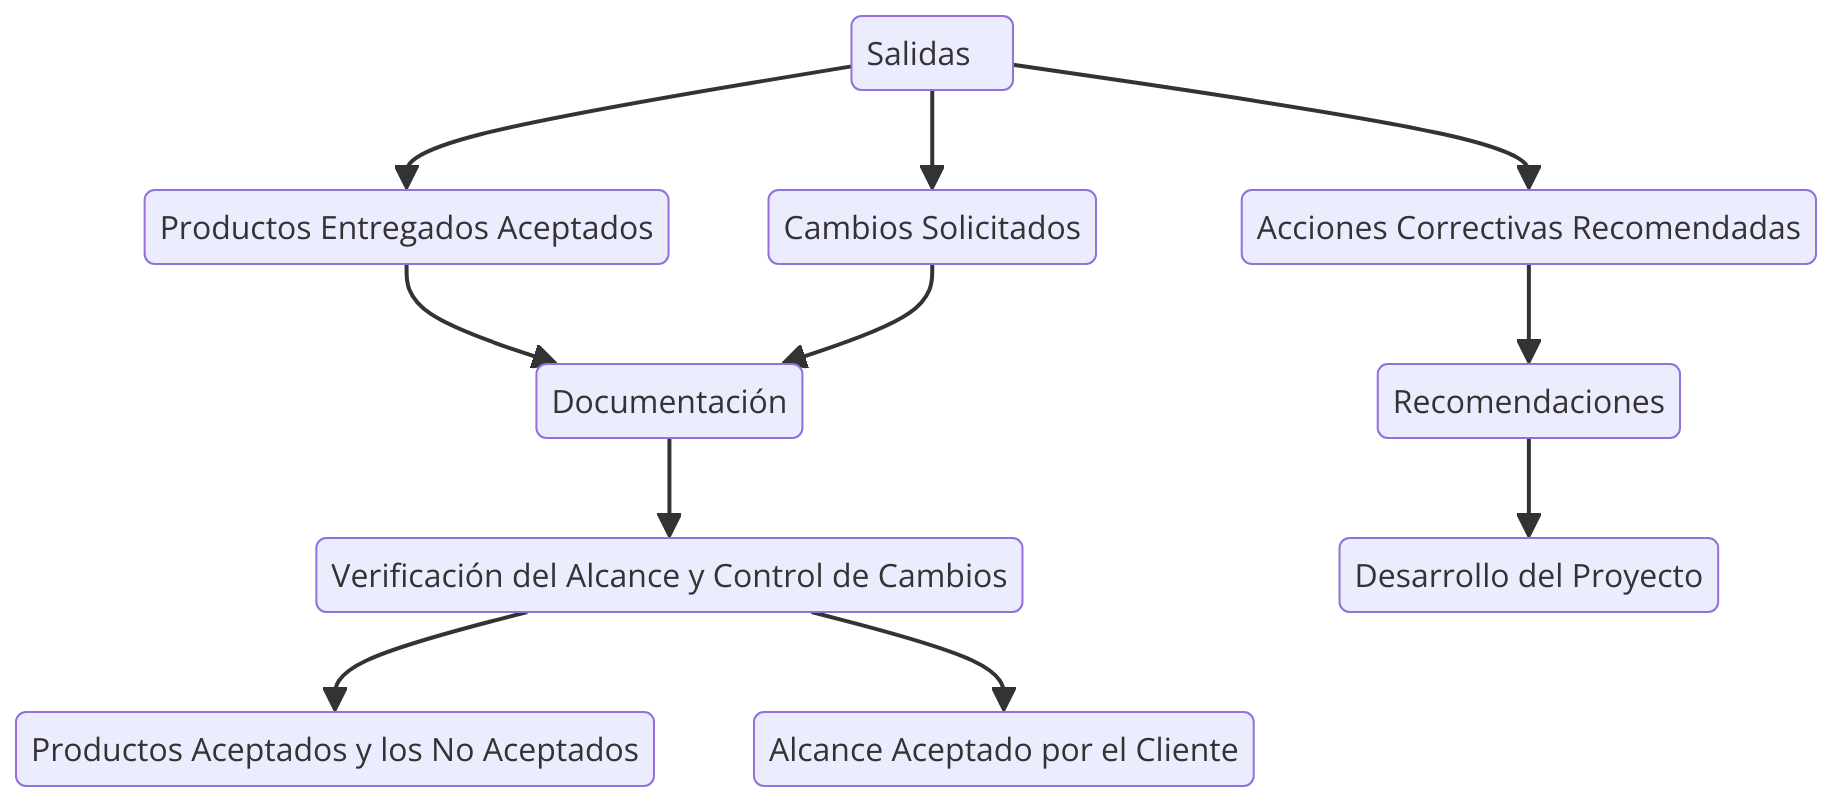 Salidas
Productos Entregados Aceptados
Cambios Solicitados
Acciones Correctivas Recomendadas
Documentación
Recomendaciones
Verificación del Alcance y Control de Cambios
Desarrollo del Proyecto
Productos Aceptados y los No Aceptados
Alcance Aceptado por el Cliente